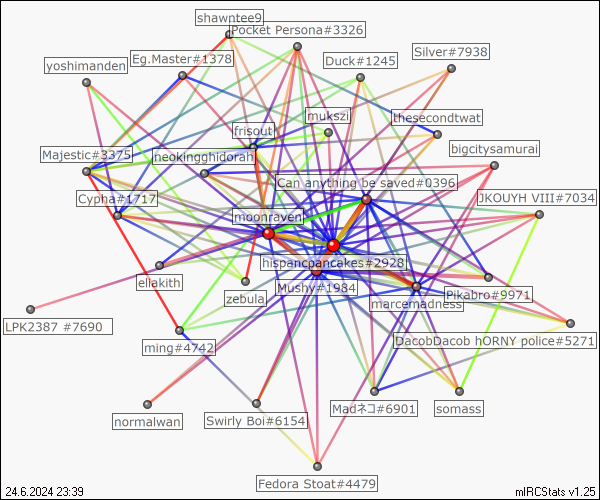 shawntee9
Pocket Persona#3326
Silver#7938
Eg.Master#1378
Duck#1245
yoshimanden
mukszi
thesecondtwat
frisout
bigcitysamurai
Majestic#3375
neokingghidorah
Can anything be saved#0396
Cypha#1717
JKOUYH VIII#7034
moonraven
hispancpancakes#2928
eliakith
Mushy#1984
Pikabro#9971
zebula
marcemadness
LPK2387 #7690
DacobDacob hORNY police#5271
ming#4742
Madネコ#6901
somass
normalwan
Swirly Boi#6154
Fedora Stoat#4479
24.6.2024 23:39
mIRCStats v1.25